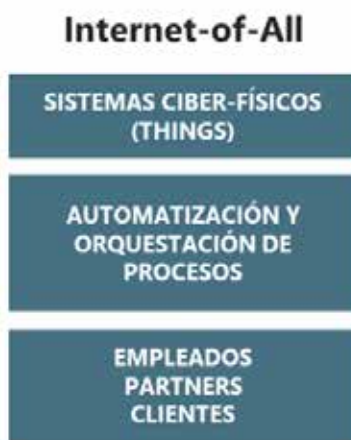 Internet-of-All
SISTEMAS CIBER-FÍSICOS
(THINGS)
AUTOMATIZACIÓN Y
ORQUESTACIÓN DE
PROCESOS
EMPLEADOS
PARTNERS
CLIENTES